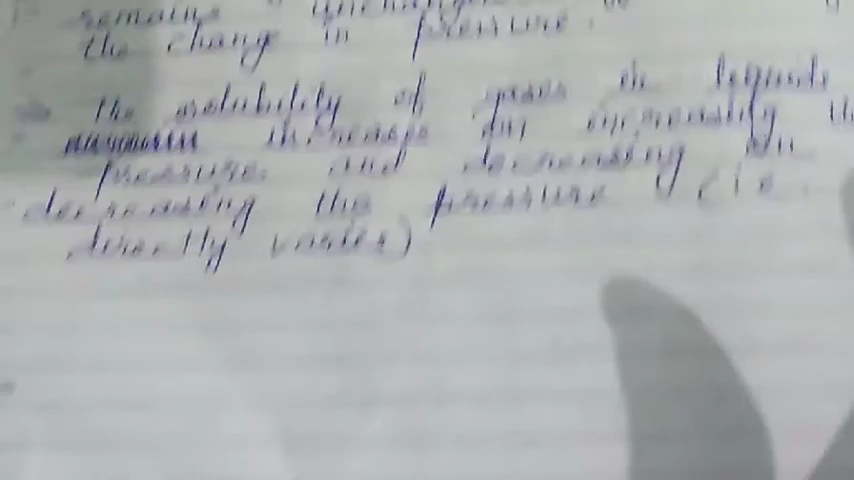 remains unchanged
the change in pressure.
⇒ the solubility of gases in liquids
increases on increasing the
pressure and decreasing on
decreasing the pressure (i.e.
directly varies)